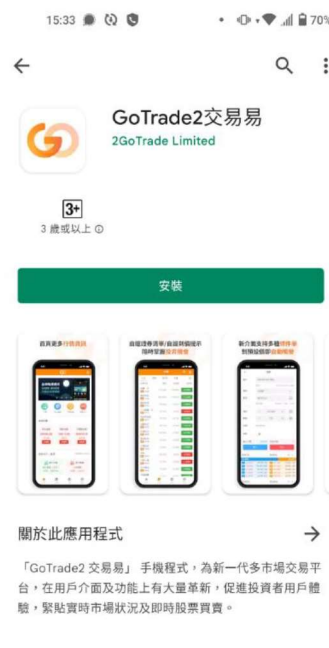 15:33
70%
GoTrade2交易易
2GoTrade Limited
3+
3 歲或以上
安裝
關於此應用程式
「GoTrade2 交易易」 手機程式，為新一代多市場交易平
台，在用戶介面及功能上有大量革新，促進投資者用戶體
驗，緊貼實時市場狀況及即時股票買賣。